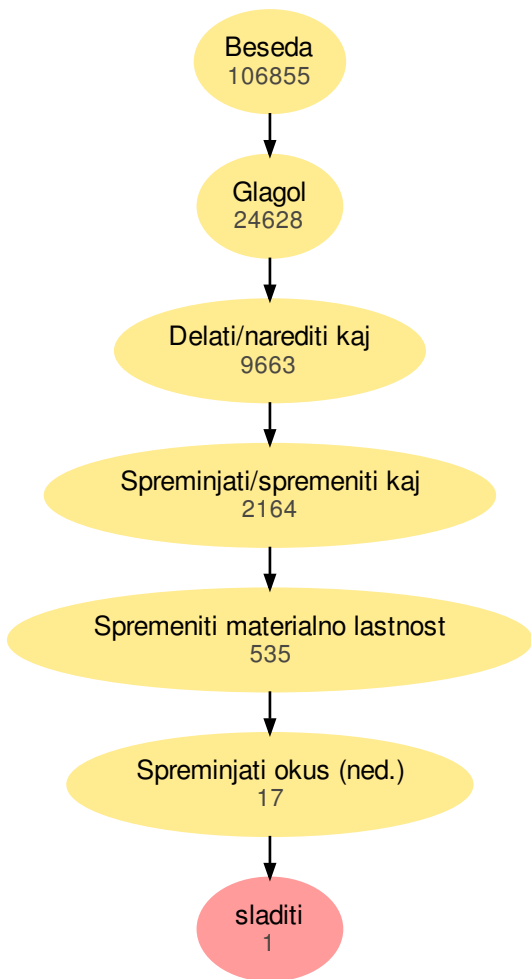 Beseda
106855
Glagol
24628
Delati/narediti kaj
9663
Spreminjati/spremeniti kaj
2164
Spremeniti materialno lastnost
535
Spreminjati okus (ned.)
17
sladiti
1